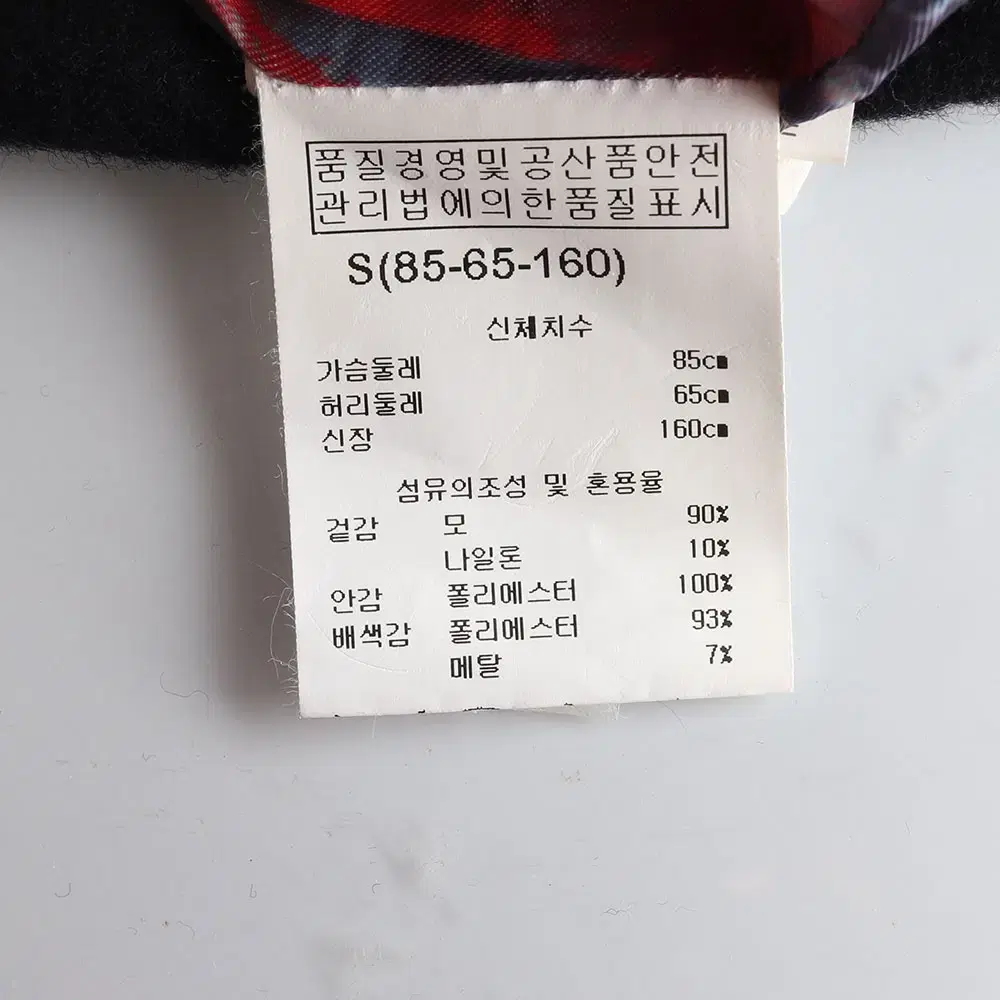 품질경영및공산품안전
관리법에의한품질표시
S(85-65-160)
신체치수
가슴둘레 85cm
허리둘레 65cm
신장 160cm
섬유의조성 및 혼용율
겉감 모 90%
나일론 10%
안감 폴리에스터 100%
배색감 폴리에스터 93%
메탈 7%